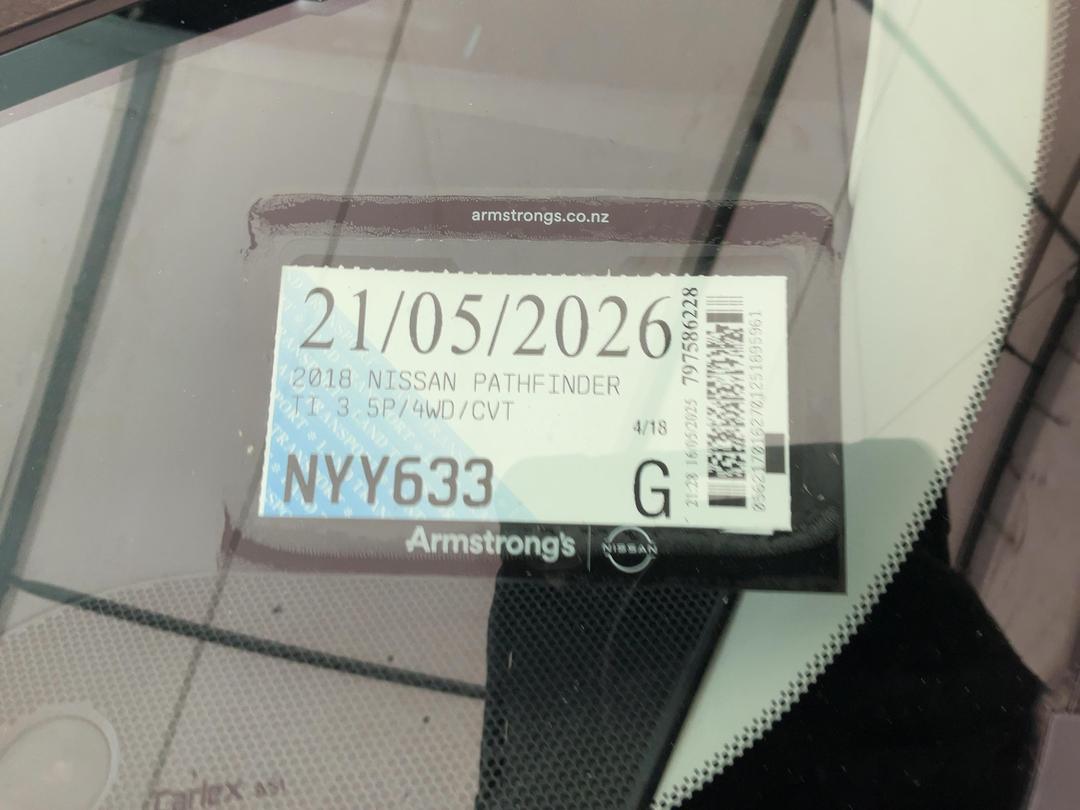 armstrongs.co.nz
21/05/2026
2018 NISSAN PATHFINDER
TI 3 5P/4WD/CVT
4/18
NYY633
G
21:28 16/05/2025 797586228
Armstrong's
NISSAN